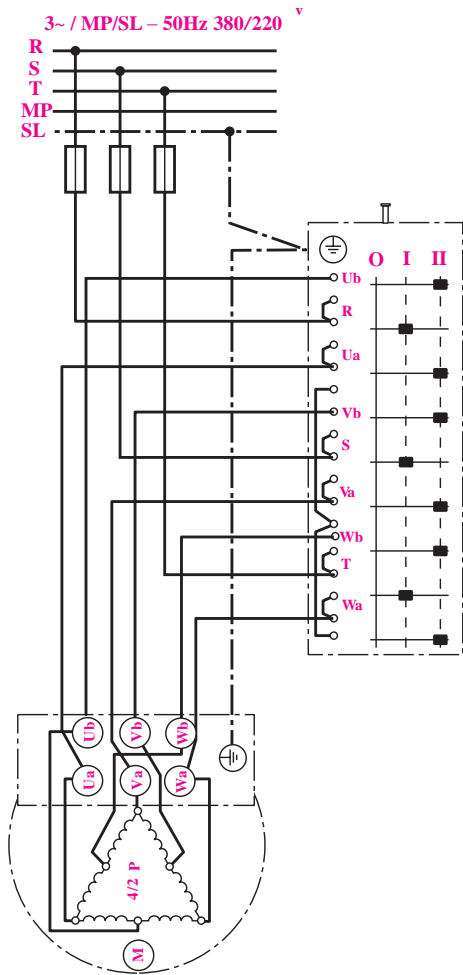 3~ / MP/SL – 50Hz 380/220 v
R
S
T
MP
SL
O I II
Ub
R
Ua
Vb
S
Va
Wb
T
Wa
Ub Vb Wb
Ua Va Wa
4/2 P
M